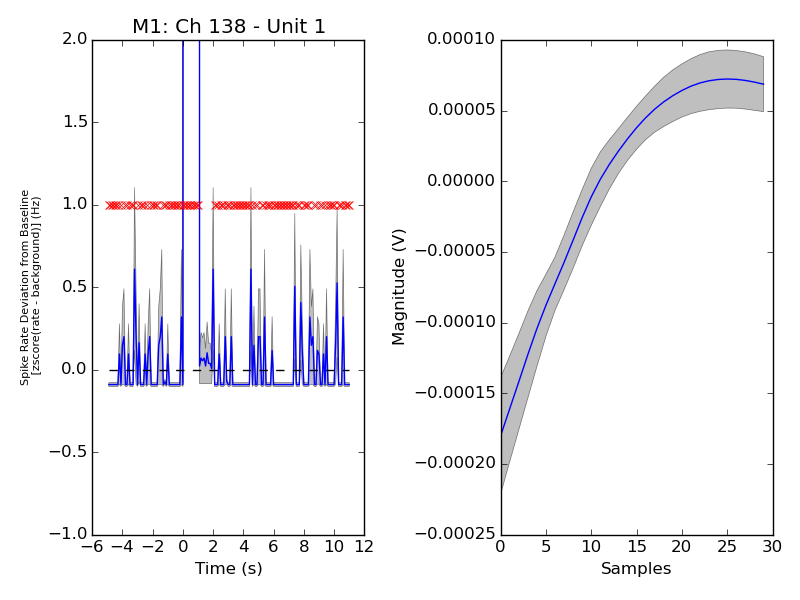 M1: Ch 138 - Unit 1
2.0
1.5
1.0
0.5
0.0
−0.5
−1.0
−6 −4 −2 0 2 4 6 8 10 12
Time (s)
Spike Rate Deviation from Baseline
[zscore(rate - background)] (Hz)
0.00010
0.00005
0.00000
−0.00005
−0.00010
−0.00015
−0.00020
−0.00025
0 5 10 15 20 25 30
Samples
Magnitude (V)